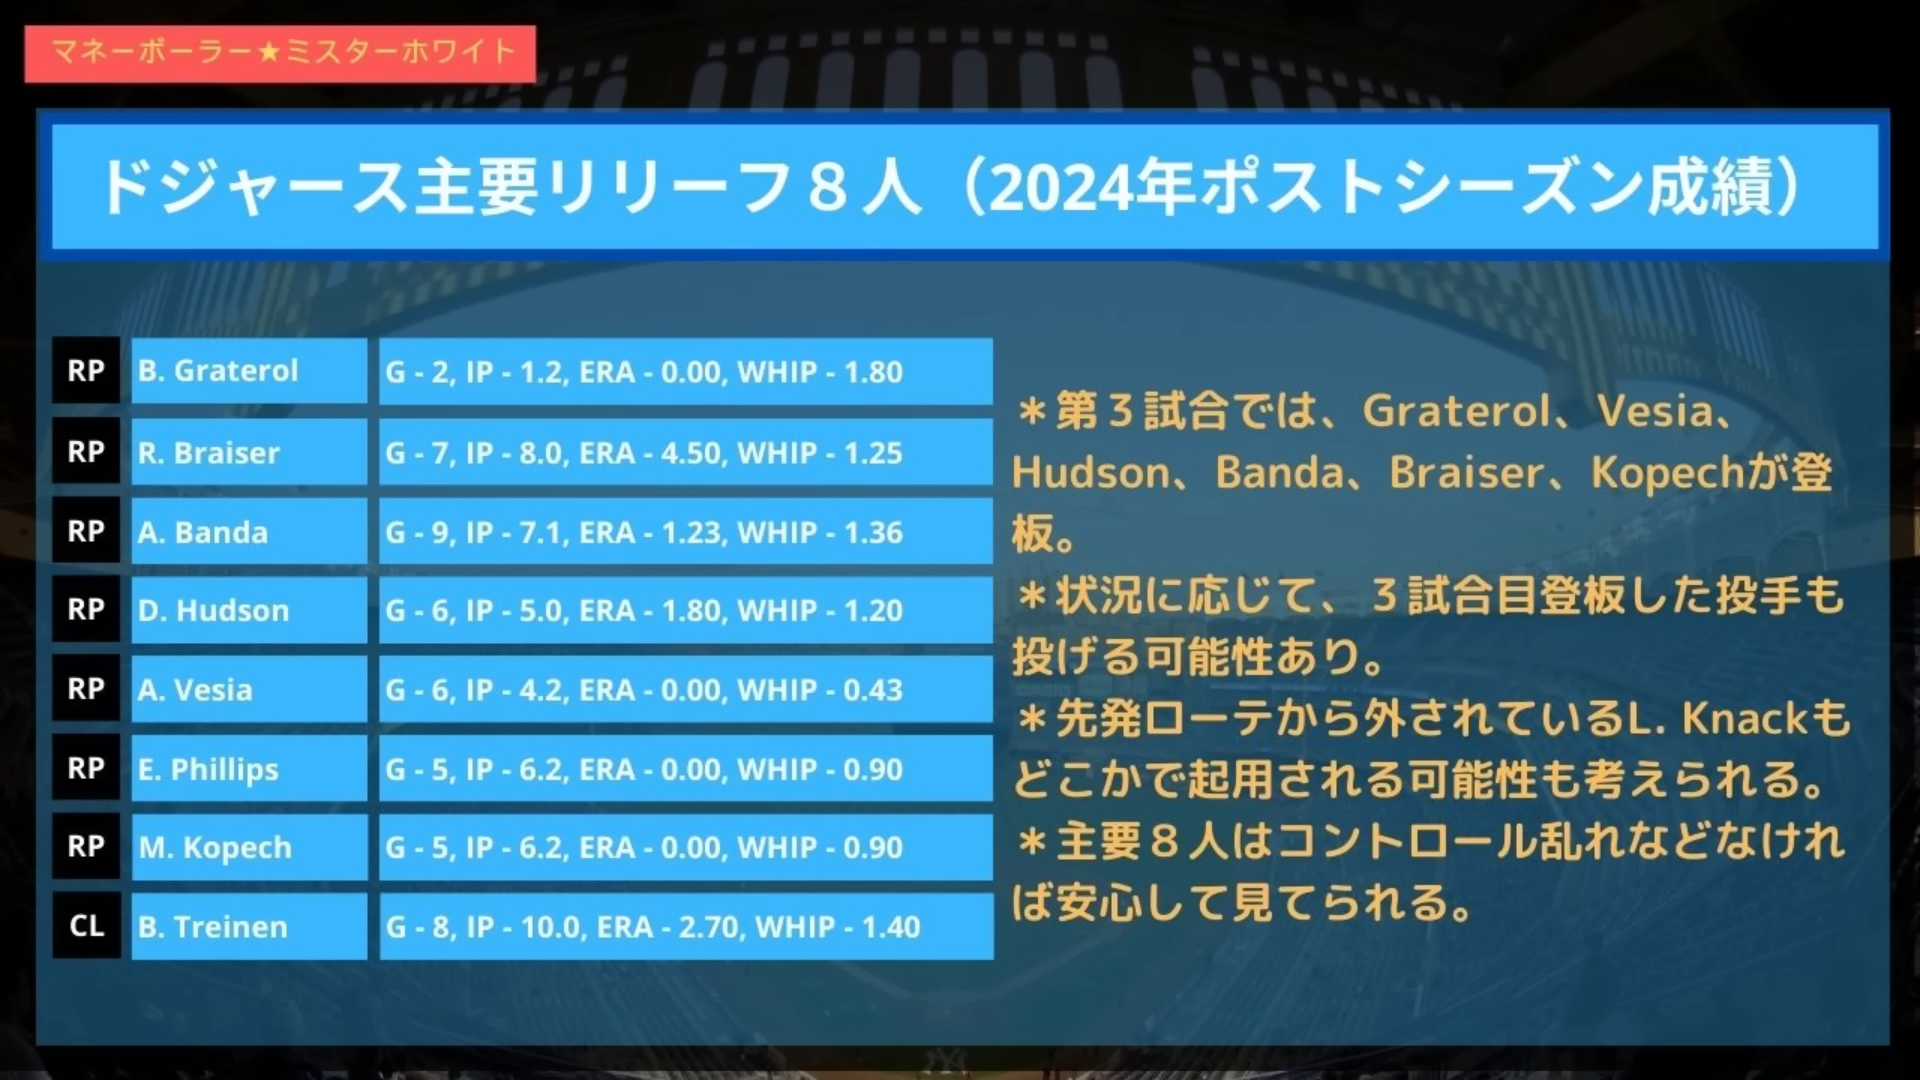 マネーボーラー★ミスターホワイト
ドジャース主要リリーフ８人（2024年ポストシーズン成績）
RP B. Graterol G - 2, IP - 1.2, ERA - 0.00, WHIP - 1.80
RP R. Braiser G - 7, IP - 8.0, ERA - 4.50, WHIP - 1.25
RP A. Banda G - 9, IP - 7.1, ERA - 1.23, WHIP - 1.36
RP D. Hudson G - 6, IP - 5.0, ERA - 1.80, WHIP - 1.20
RP A. Vesia G - 6, IP - 4.2, ERA - 0.00, WHIP - 0.43
RP E. Phillips G - 5, IP - 6.2, ERA - 0.00, WHIP - 0.90
RP M. Kopech G - 5, IP - 6.2, ERA - 0.00, WHIP - 0.90
CL B. Treinen G - 8, IP - 10.0, ERA - 2.70, WHIP - 1.40
＊第３試合では、Graterol、Vesia、
Hudson、Banda、Braiser、Kopechが登
板。
＊状況に応じて、３試合目登板した投手も
投げる可能性あり。
＊先発ローテから外されているL. Knackも
どこかで起用される可能性も考えられる。
＊主要８人はコントロール乱れなどなけれ
ば安心して見てられる。